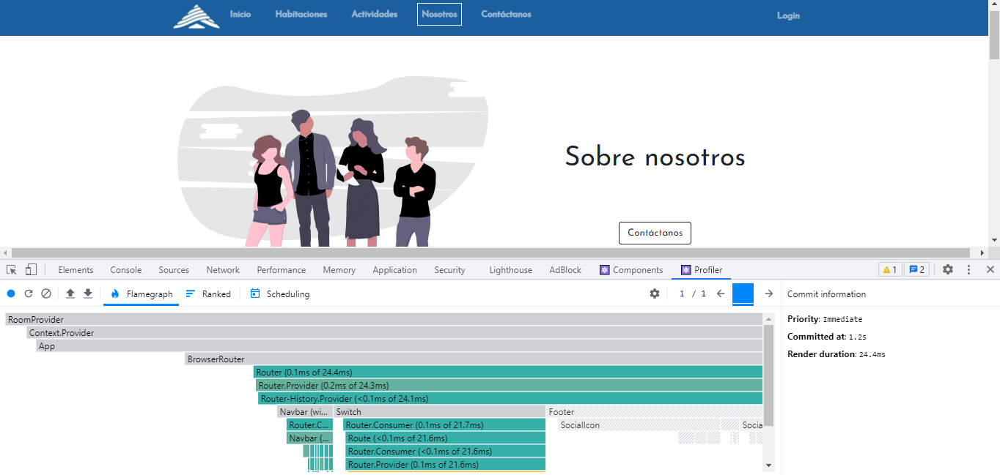 Inicio Habitaciones Actividades Nosotros Contáctanos Login
Sobre nosotros
Contáctanos
Elements Console Sources Network Performance Memory Application Security Lighthouse AdBlock Components Profiler 1 2
Flamegraph Ranked Scheduling 1 / 1 Commit information
RoomProvider
Context.Provider
App
BrowserRouter
Router (0.1ms of 24.4ms)
Router.Provider (0.2ms of 24.3ms)
Router-History.Provider (<0.1ms of 24.1ms)
Navbar (wi... Switch Footer
Router.C... Router.Consumer (0.1ms of 21.7ms) SocialIcon Socia
Navbar (... Route (<0.1ms of 21.6ms)
Router.Consumer (<0.1ms of 21.6ms)
Router.Provider (0.1ms of 21.6ms)
Priority: Immediate
Committed at: 1.2s
Render duration: 24.4ms